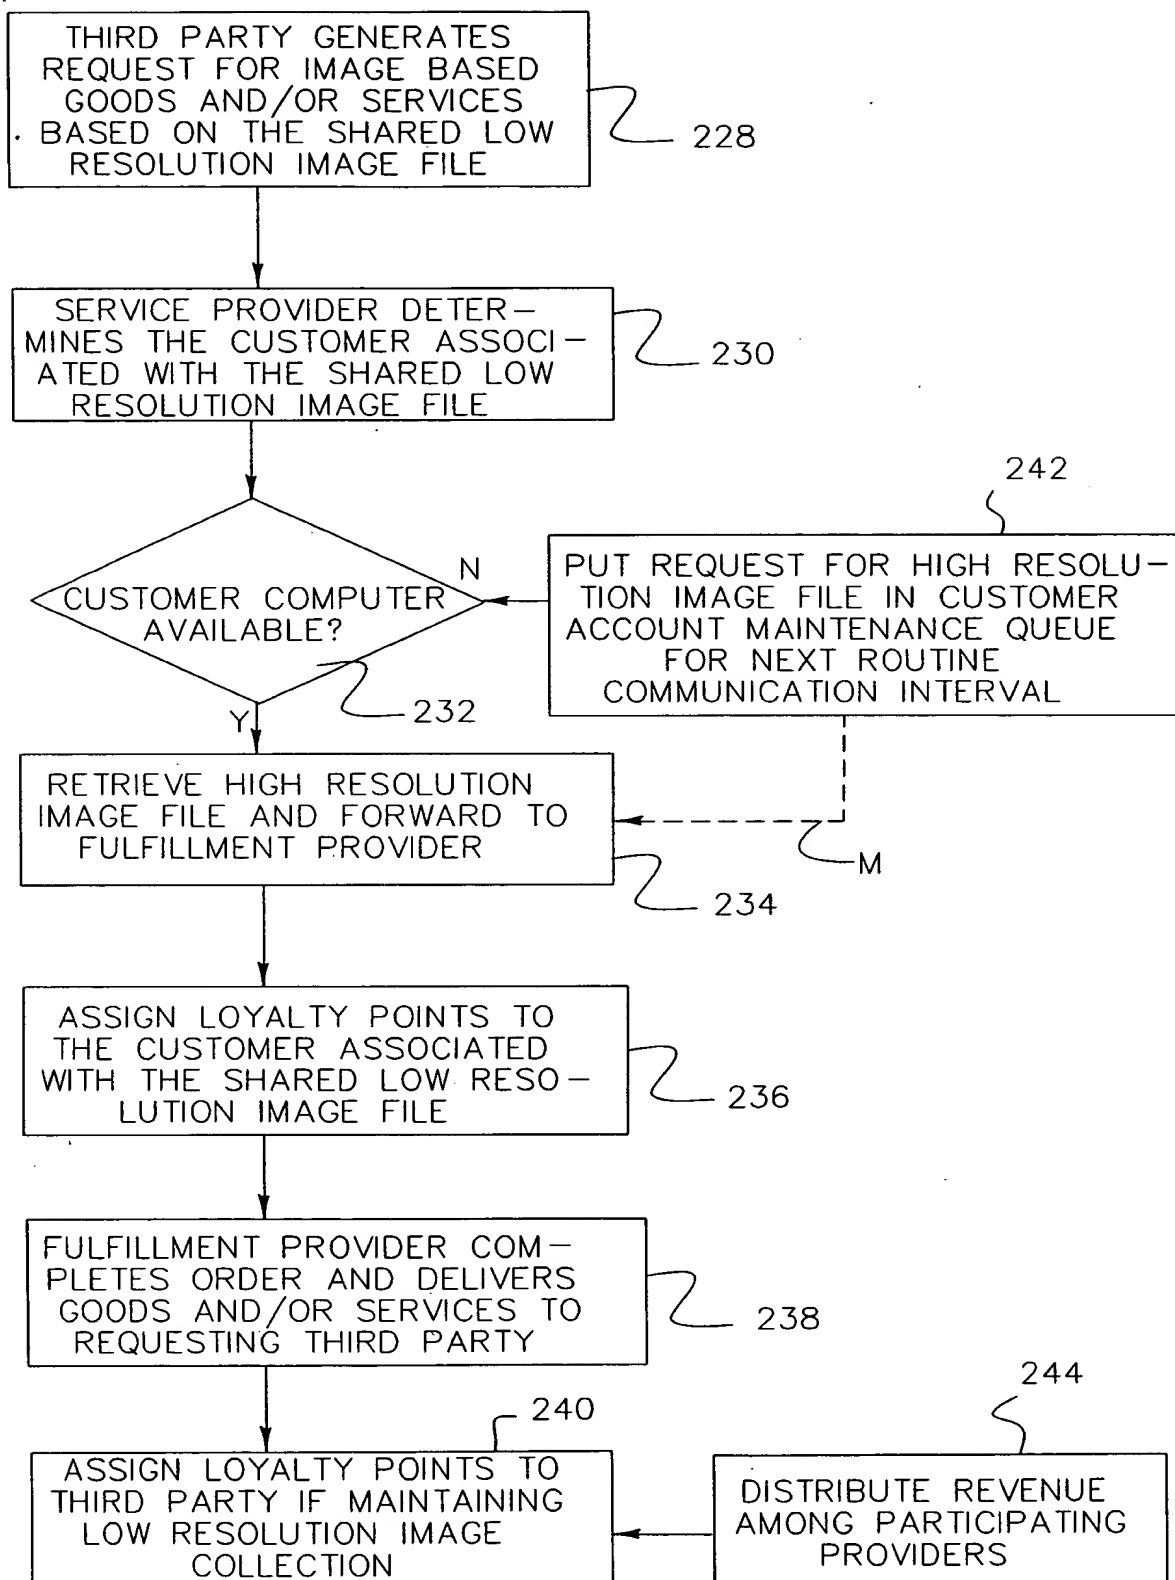 THIRD PARTY GENERATES
REQUEST FOR IMAGE BASED
GOODS AND/OR SERVICES
BASED ON THE SHARED LOW
RESOLUTION IMAGE FILE
228
SERVICE PROVIDER DETER-
MINES THE CUSTOMER ASSOCI-
ATED WITH THE SHARED LOW
RESOLUTION IMAGE FILE
230
CUSTOMER COMPUTER
AVAILABLE?
232
N
Y
242
PUT REQUEST FOR HIGH RESOLU-
TION IMAGE FILE IN CUSTOMER
ACCOUNT MAINTENANCE QUEUE
FOR NEXT ROUTINE
COMMUNICATION INTERVAL
M
RETRIEVE HIGH RESOLUTION
IMAGE FILE AND FORWARD TO
FULFILLMENT PROVIDER
234
ASSIGN LOYALTY POINTS TO
THE CUSTOMER ASSOCIATED
WITH THE SHARED LOW RESO-
LUTION IMAGE FILE
236
FULFILLMENT PROVIDER COM-
PLETES ORDER AND DELIVERS
GOODS AND/OR SERVICES TO
REQUESTING THIRD PARTY
238
240
ASSIGN LOYALTY POINTS TO
THIRD PARTY IF MAINTAINING
LOW RESOLUTION IMAGE
COLLECTION
244
DISTRIBUTE REVENUE
AMONG PARTICIPATING
PROVIDERS